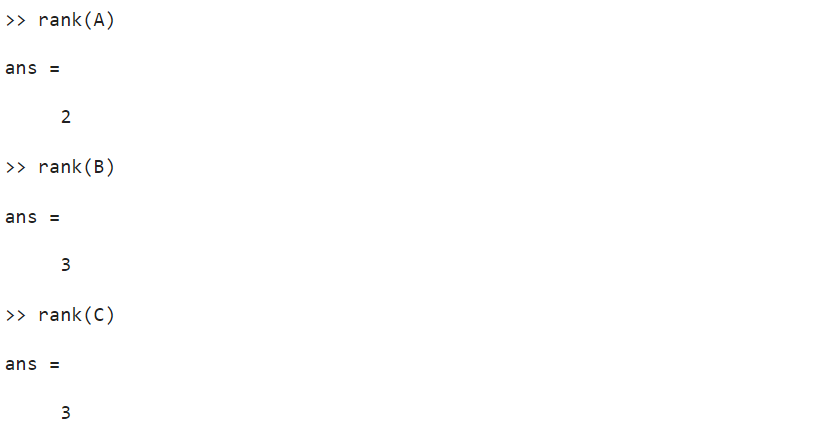 >> rank(A)
ans =
2
>> rank(B)
ans =
3
>> rank(C)
ans =
3